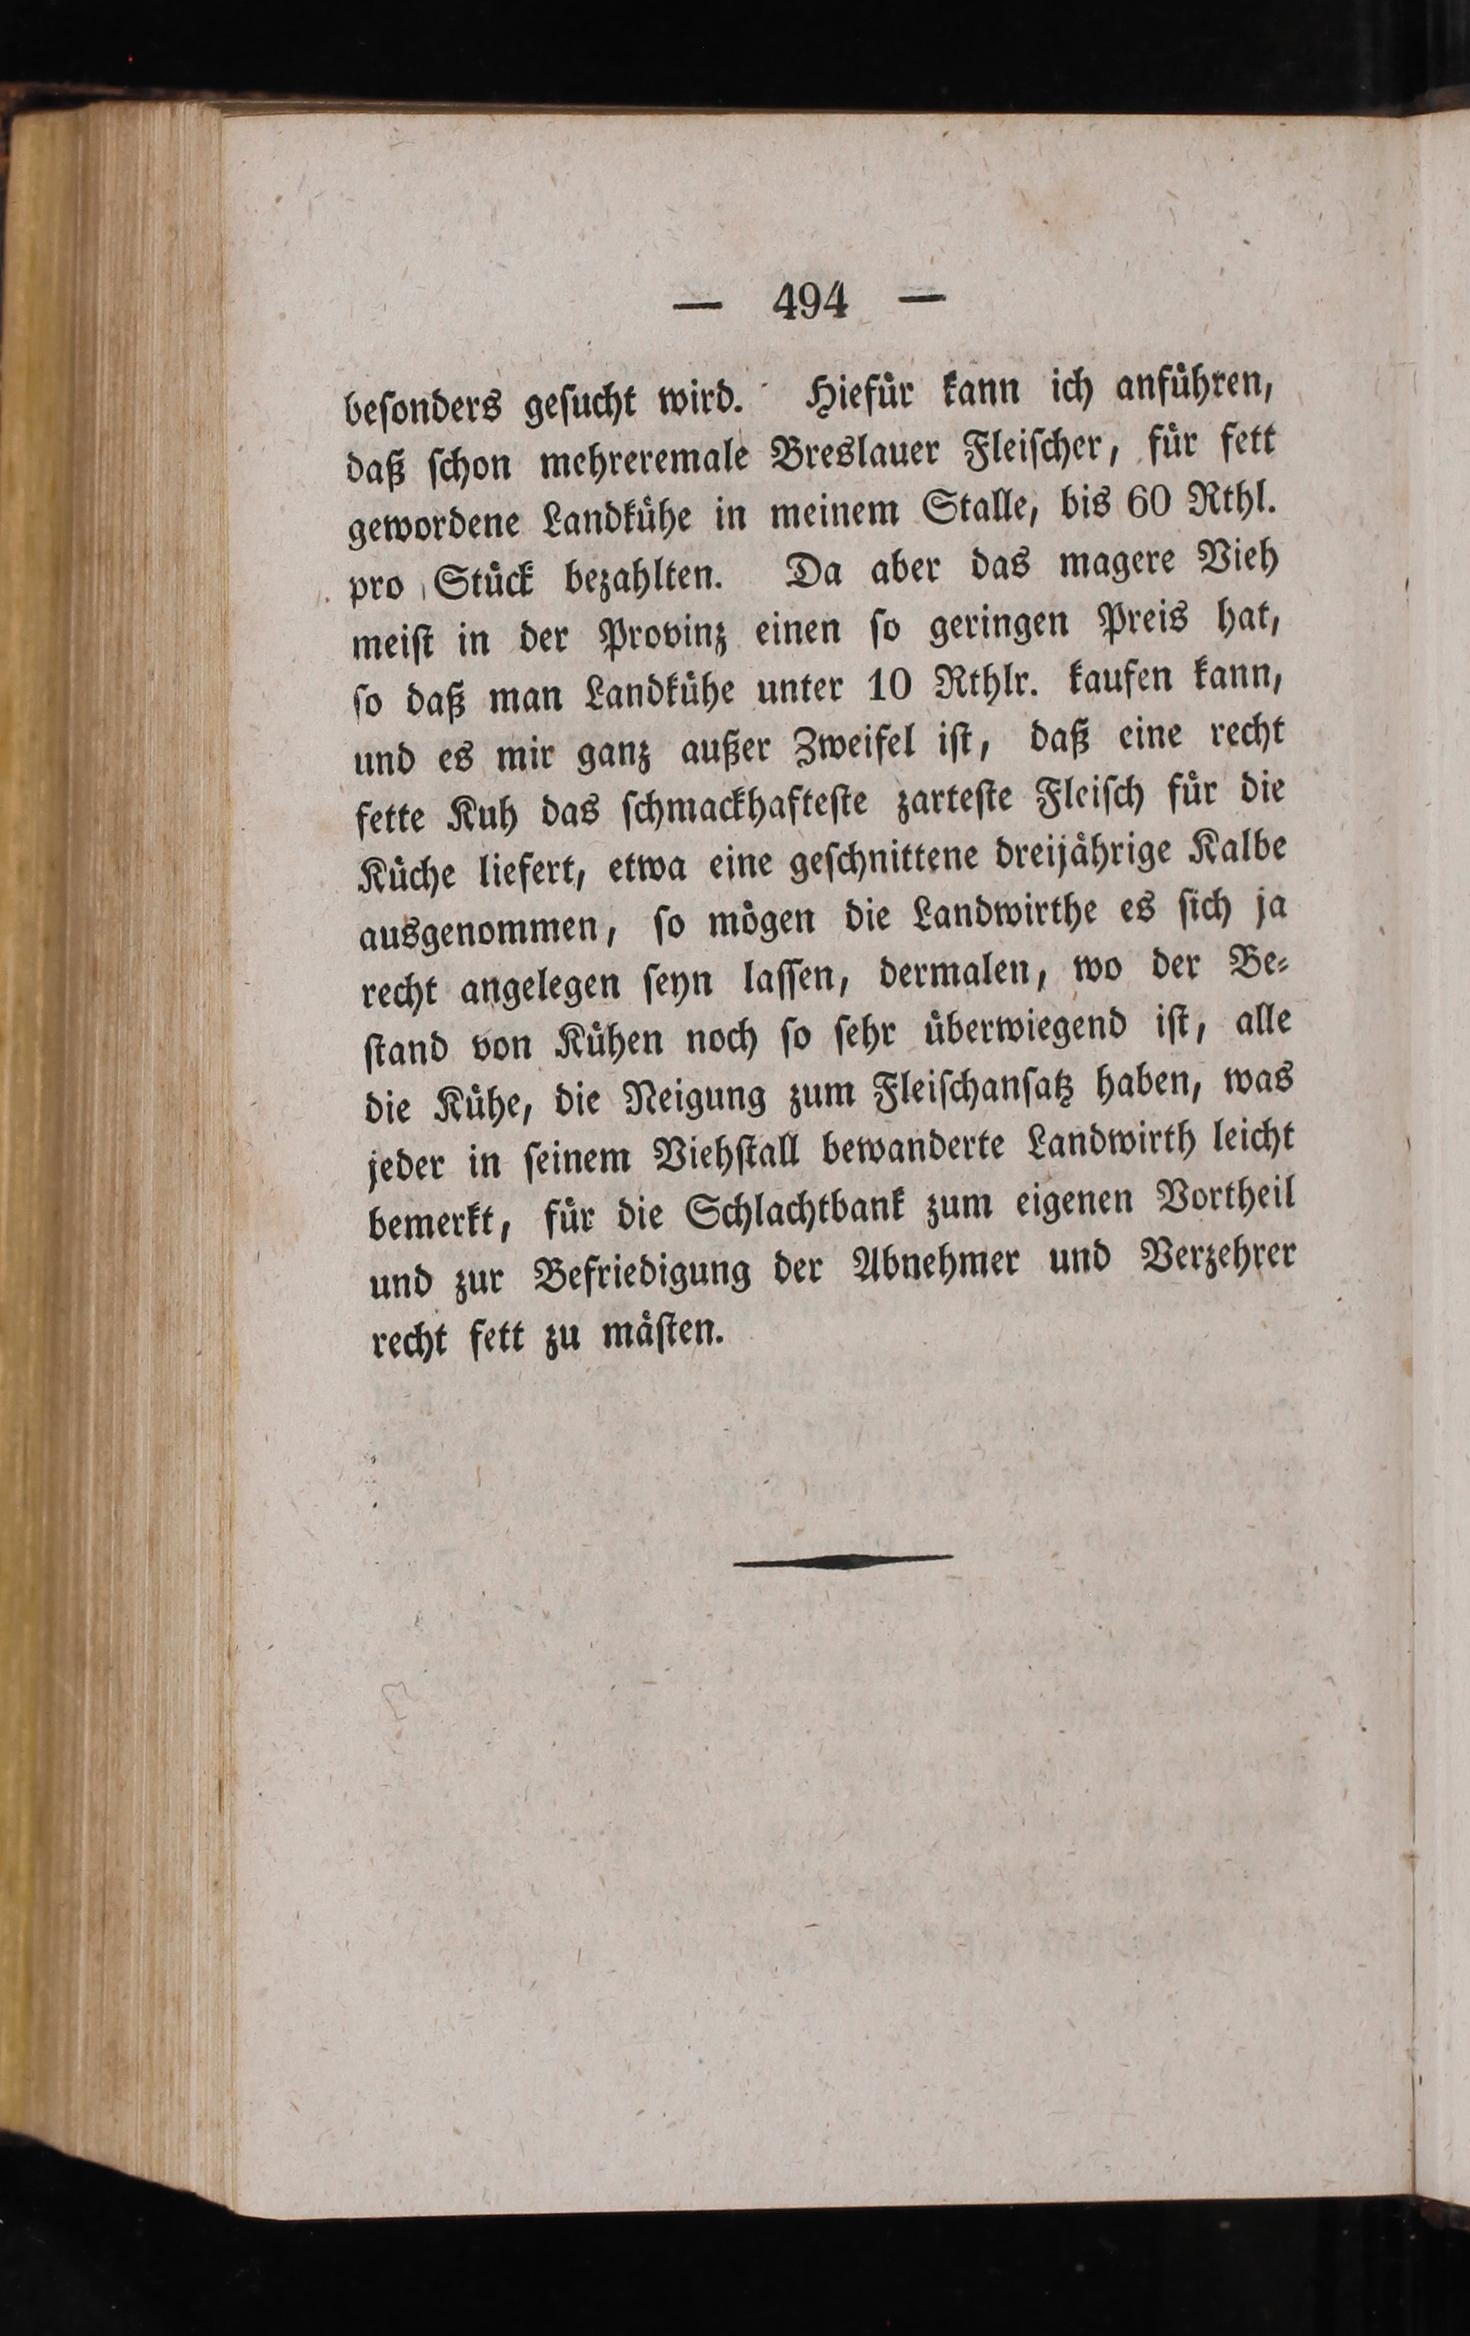 — 494 —
beſonders geſucht wird. Hiefür kann ich anführen,
daß ſchon mehreremale Breslauer Fleiſcher, für fett
gewordene Landkühe in meinem Stalle, bis 60 Rthl.
pro Stück bezahlten. Da aber das magere Vieh
meiſt in der Provinz einen ſo geringen Preis hat,
ſo daß man Landkühe unter 10 Rthlr. kaufen kann,
und es mir ganz außer Zweifel iſt, daß eine recht
fette Kuh das ſchmackhafteſte zarteſte Fleiſch für die
Küche liefert, etwa eine geſchnittene dreijährige Kalbe
ausgenommen, ſo mögen die Landwirthe es ſich ja
recht angelegen ſeyn laſſen, dermalen, wo der Be⸗
ſtand von Kühen noch ſo ſehr überwiegend iſt, alle
die Kühe, die Neigung zum Fleiſchanſatz haben, was
jeder in ſeinem Viehſtall bewanderte Landwirth leicht
bemerkt, für die Schlachtbank zum eigenen Vortheil
und zur Befriedigung der Abnehmer und Verzehrer
recht fett zu mäſten.